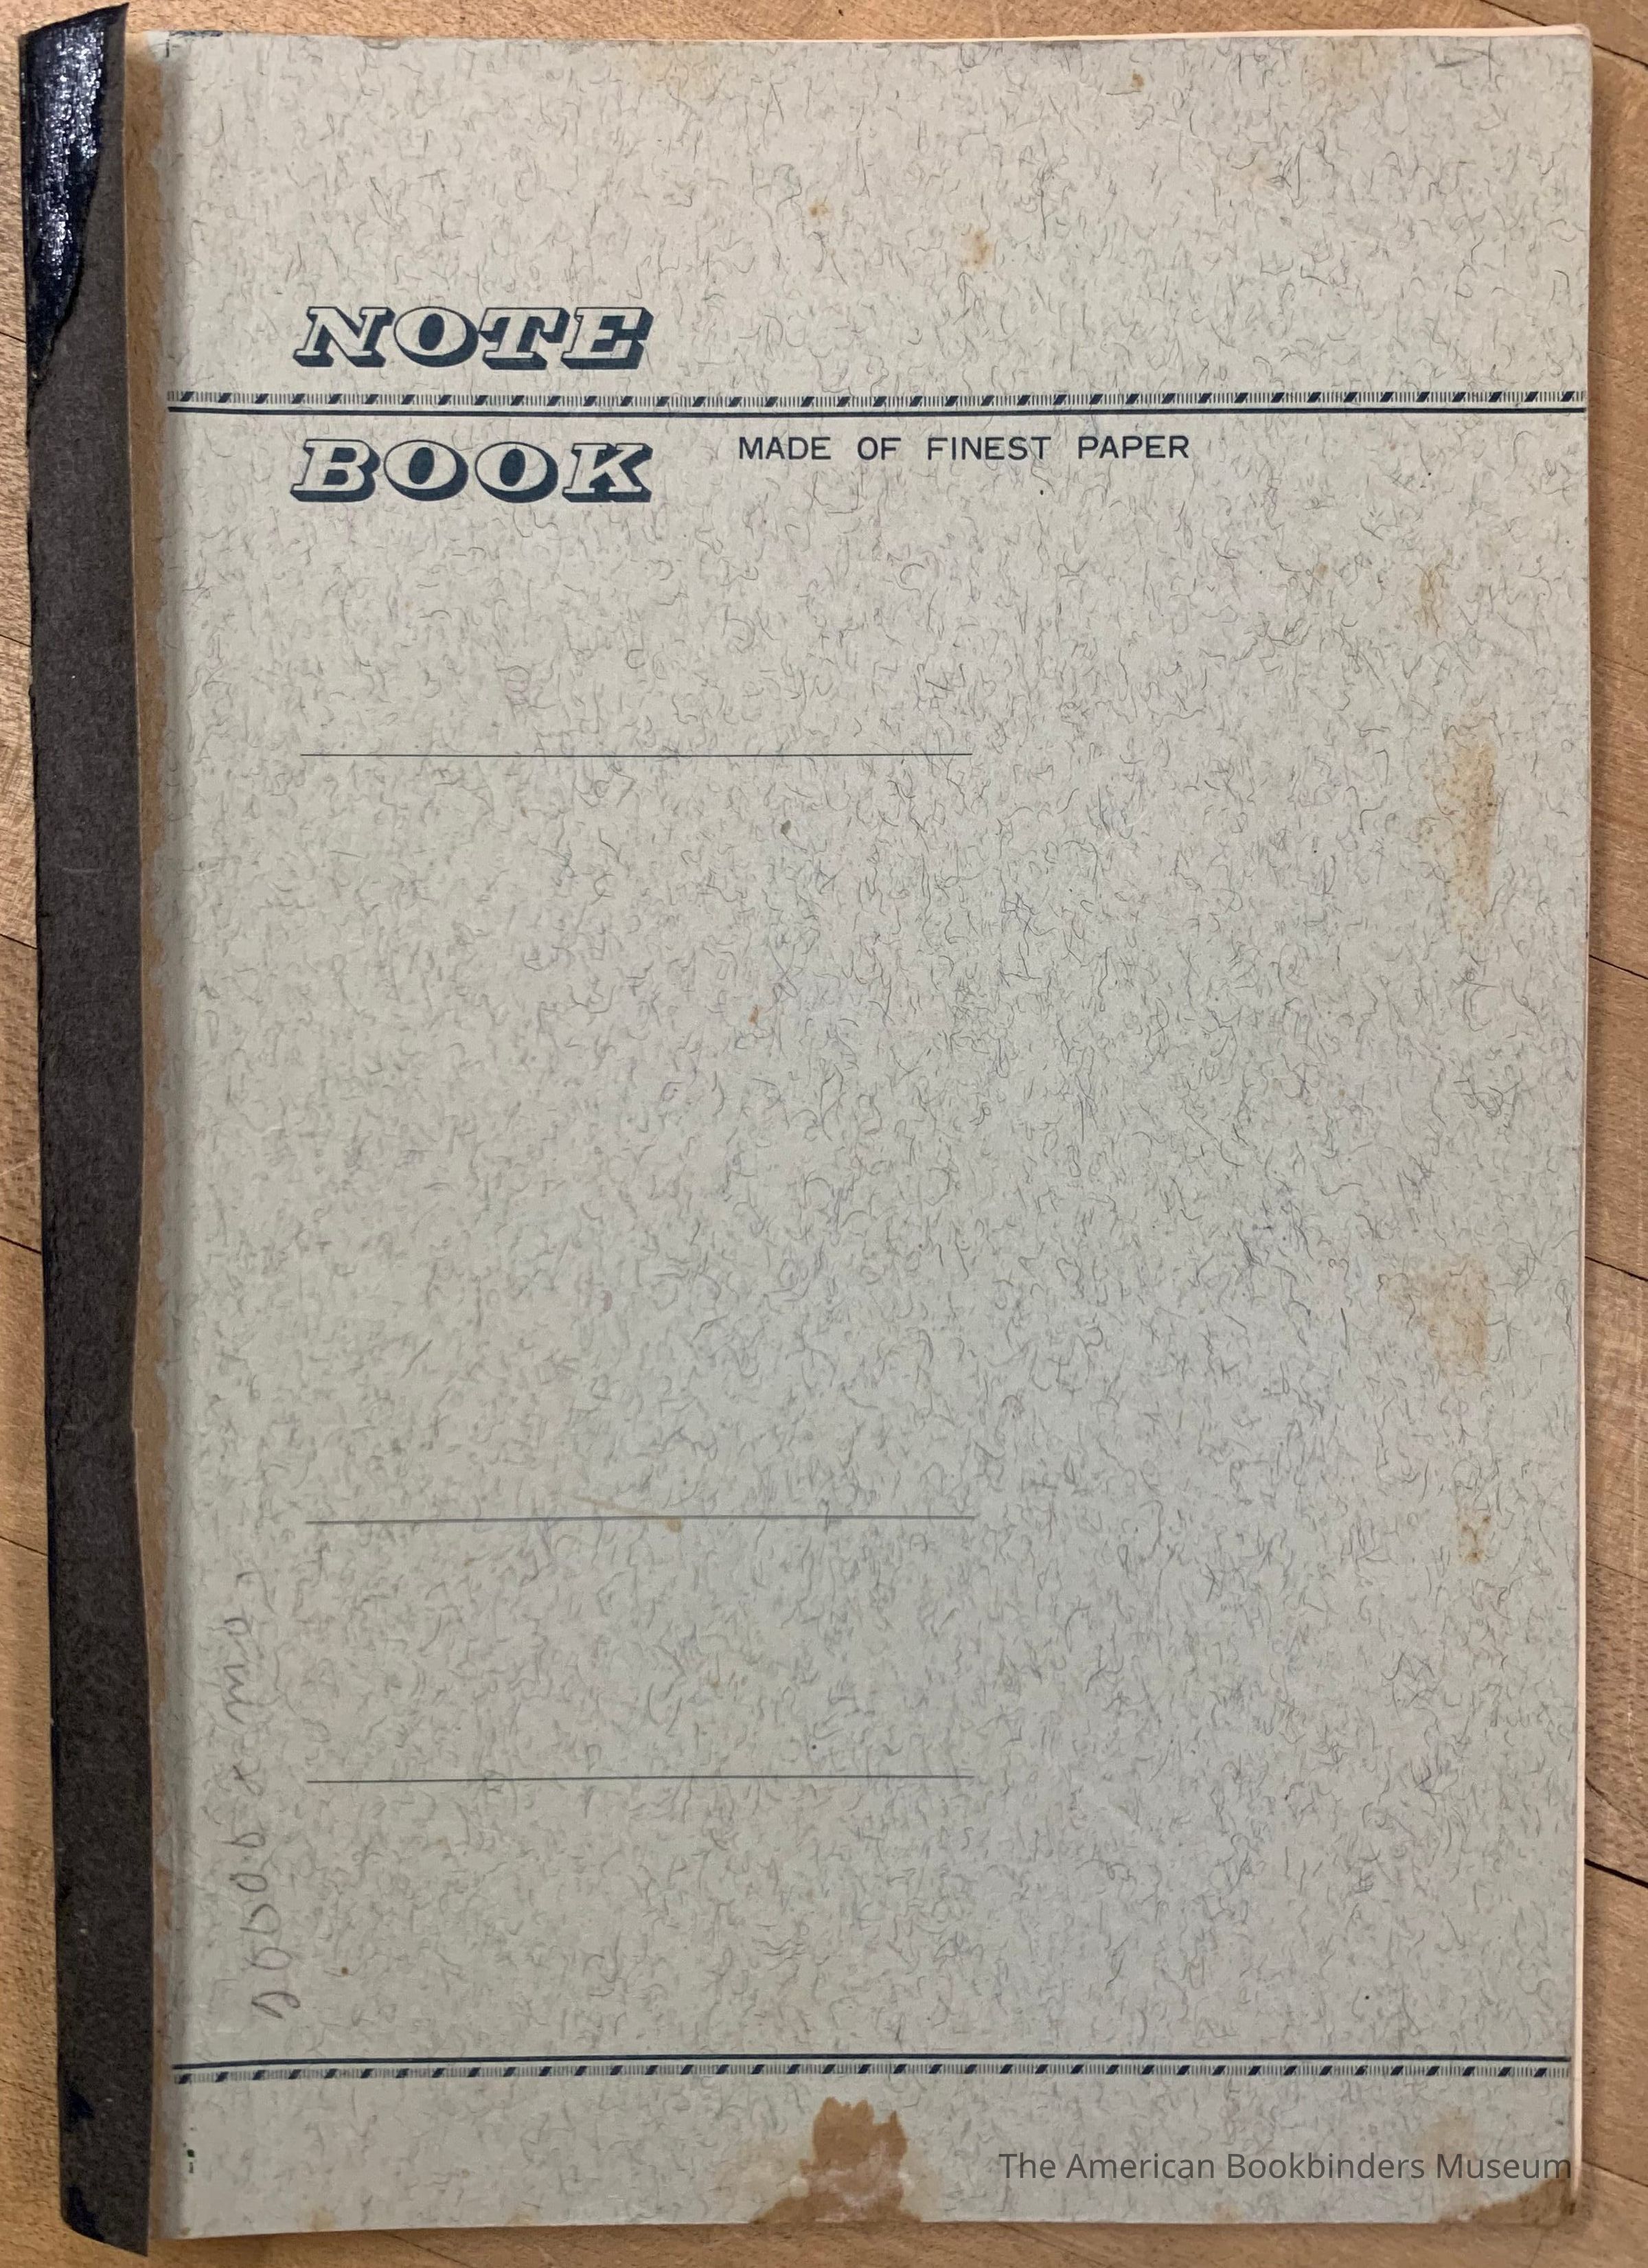 NOTE
BOOK MADE OF FINEST PAPER
The American Bookbinders Museum